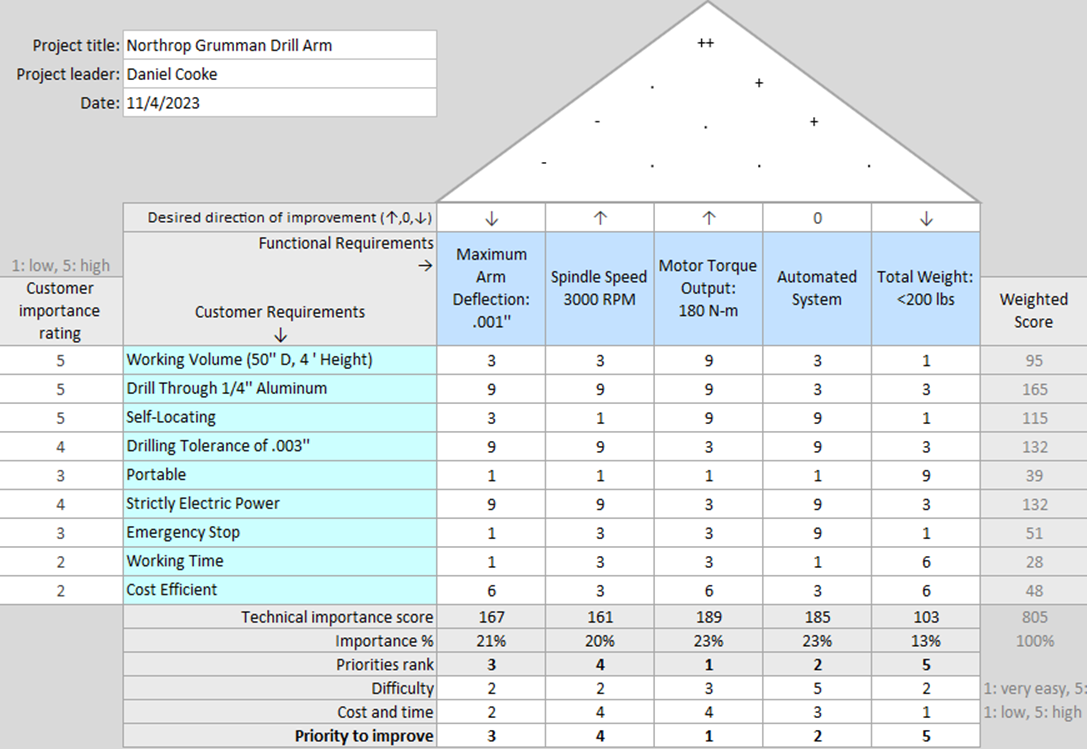 Project title: Northrop Grumman Drill Arm
Project leader: Daniel Cooke
Date: 11/4/2023
++
. +
- . +
- . . .
Desired direction of improvement (↑,0,↓) ↓ ↑ ↑ 0 ↓
1: low, 5: high
Customer
importance
rating
Functional Requirements
→
Customer Requirements
↓
Maximum
Arm
Deflection:
.001"
Spindle Speed
3000 RPM
Motor Torque
Output:
180 N-m
Automated
System
Total Weight:
<200 lbs
Weighted
Score
5 Working Volume (50" D, 4 ' Height) 3 3 9 3 1 95
5 Drill Through 1/4" Aluminum 9 9 9 3 3 165
5 Self-Locating 3 1 9 9 1 115
4 Drilling Tolerance of .003" 9 9 3 9 3 132
3 Portable 1 1 1 1 9 39
4 Strictly Electric Power 9 9 3 9 3 132
3 Emergency Stop 1 3 3 9 1 51
2 Working Time 1 3 3 1 6 28
2 Cost Efficient 6 3 6 3 6 48
Technical importance score 167 161 189 185 103 805
Importance % 21% 20% 23% 23% 13% 100%
Priorities rank 3 4 1 2 5
Difficulty 2 2 3 5 2 1: very easy, 5:
Cost and time 2 4 4 3 1 1: low, 5: high
Priority to improve 3 4 1 2 5